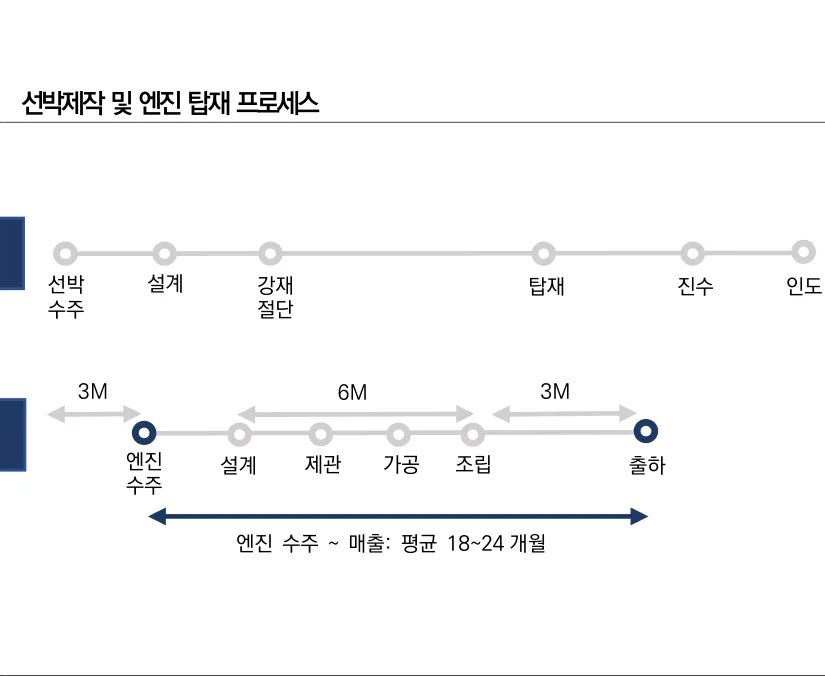 선박제작 및 엔진 탑재 프로세스
선박
수주
설계
강재
절단
탑재
진수
인도
3M
6M
3M
엔진
수주
설계
제관
가공
조립
출하
엔진 수주 ~ 매출: 평균 18~24개월